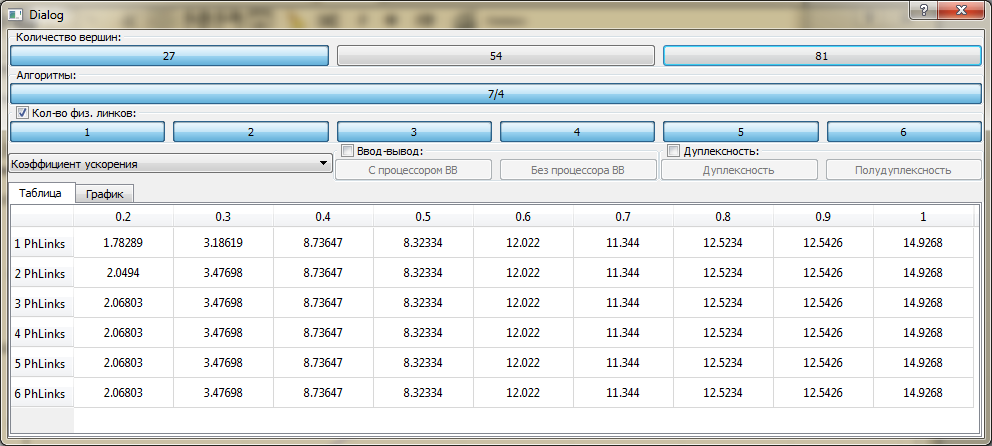 Dialog
Количество вершин:
27 54 81
Алгоритмы:
7/4
Кол-во физ. линков:
1 2 3 4 5 6
Коэффициент ускорения
Ввод-вывод:
С процессором ВВ Без процессора ВВ
Дуплексность:
Дуплексность Полудуплексность
Таблица График
0.2 0.3 0.4 0.5 0.6 0.7 0.8 0.9 1
1 PhLinks 1.78289 3.18619 8.73647 8.32334 12.022 11.344 12.5234 12.5426 14.9268
2 PhLinks 2.0494 3.47698 8.73647 8.32334 12.022 11.344 12.5234 12.5426 14.9268
3 PhLinks 2.06803 3.47698 8.73647 8.32334 12.022 11.344 12.5234 12.5426 14.9268
4 PhLinks 2.06803 3.47698 8.73647 8.32334 12.022 11.344 12.5234 12.5426 14.9268
5 PhLinks 2.06803 3.47698 8.73647 8.32334 12.022 11.344 12.5234 12.5426 14.9268
6 PhLinks 2.06803 3.47698 8.73647 8.32334 12.022 11.344 12.5234 12.5426 14.9268